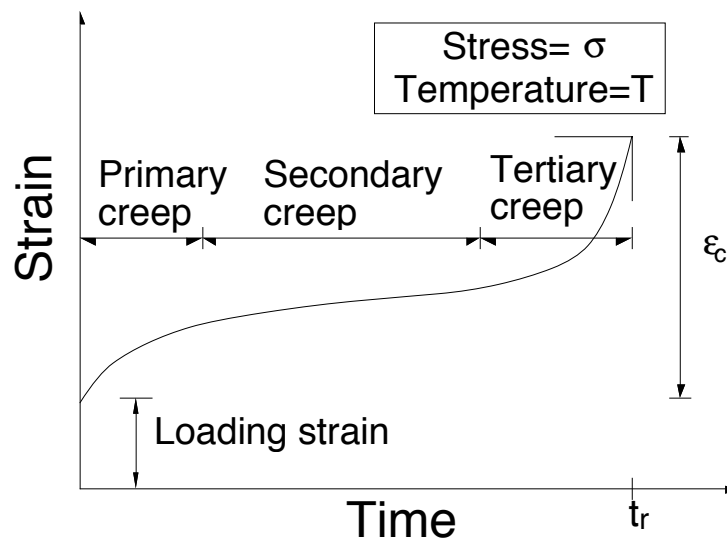 Stress= σ
Temperature=T
Primary
creep
Secondary
creep
Tertiary
creep
Strain
εc
Loading strain
Time
tr